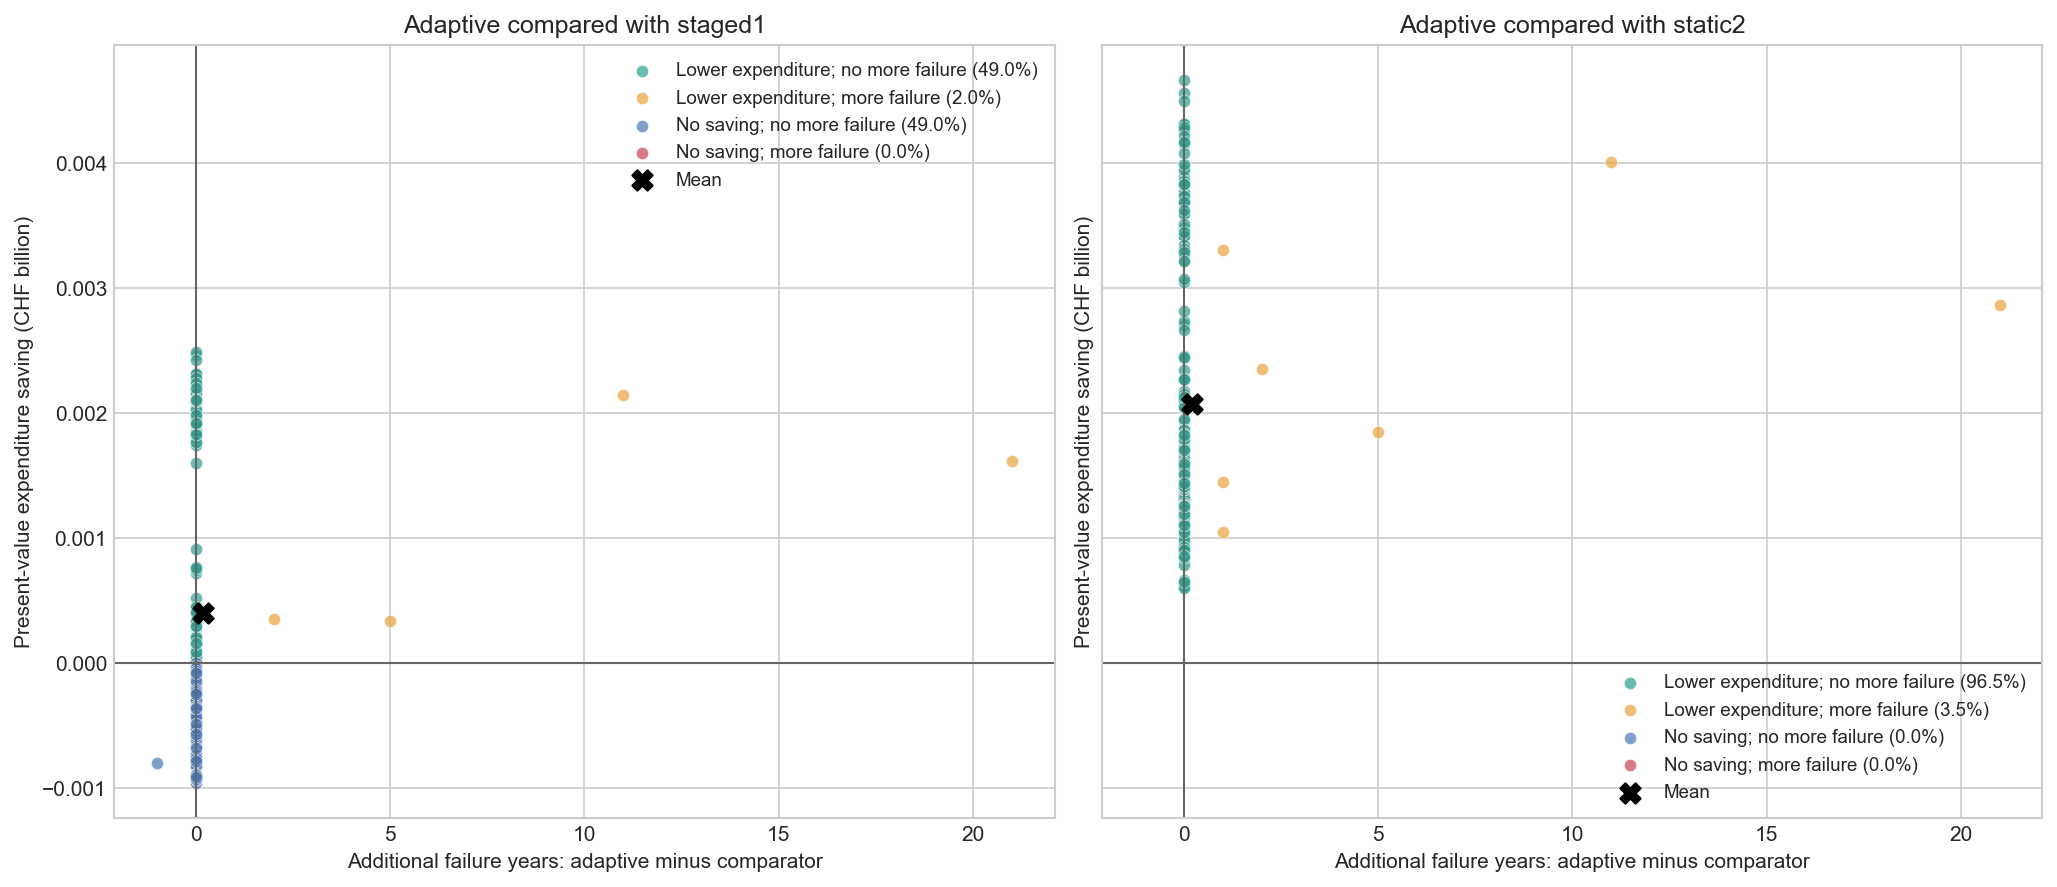 Adaptive compared with staged1
Present-value expenditure saving (CHF billion)
0.004
0.003
0.002
0.001
0.000
−0.001
Lower expenditure; no more failure (49.0%)
Lower expenditure; more failure (2.0%)
No saving; no more failure (49.0%)
No saving; more failure (0.0%)
Mean
0 5 10 15 20
Additional failure years: adaptive minus comparator
Adaptive compared with static2
Present-value expenditure saving (CHF billion)
Lower expenditure; no more failure (96.5%)
Lower expenditure; more failure (3.5%)
No saving; no more failure (0.0%)
No saving; more failure (0.0%)
Mean
0 5 10 15 20
Additional failure years: adaptive minus comparator